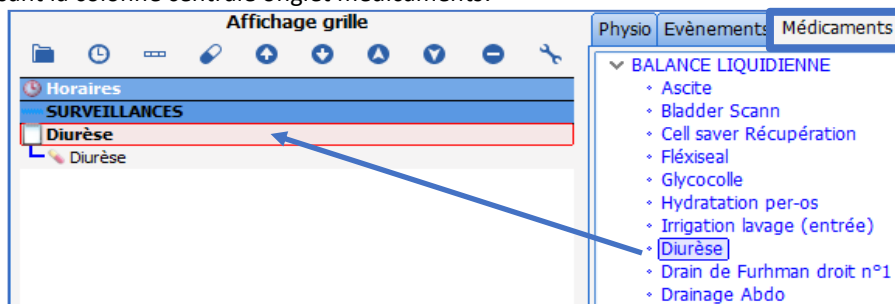 Affichage grille
Horaires
SURVEILLANCES
Diurèse
Diurèse
Physio Evènements Médicaments
BALANCE LIQUIDIENNE
Ascite
Bladder Scann
Cell saver Récupération
Fléxiseal
Glycocolle
Hydratation per-os
Irrigation lavage (entrée)
Diurèse
Drain de Furhman droit n°1
Drainage Abdo